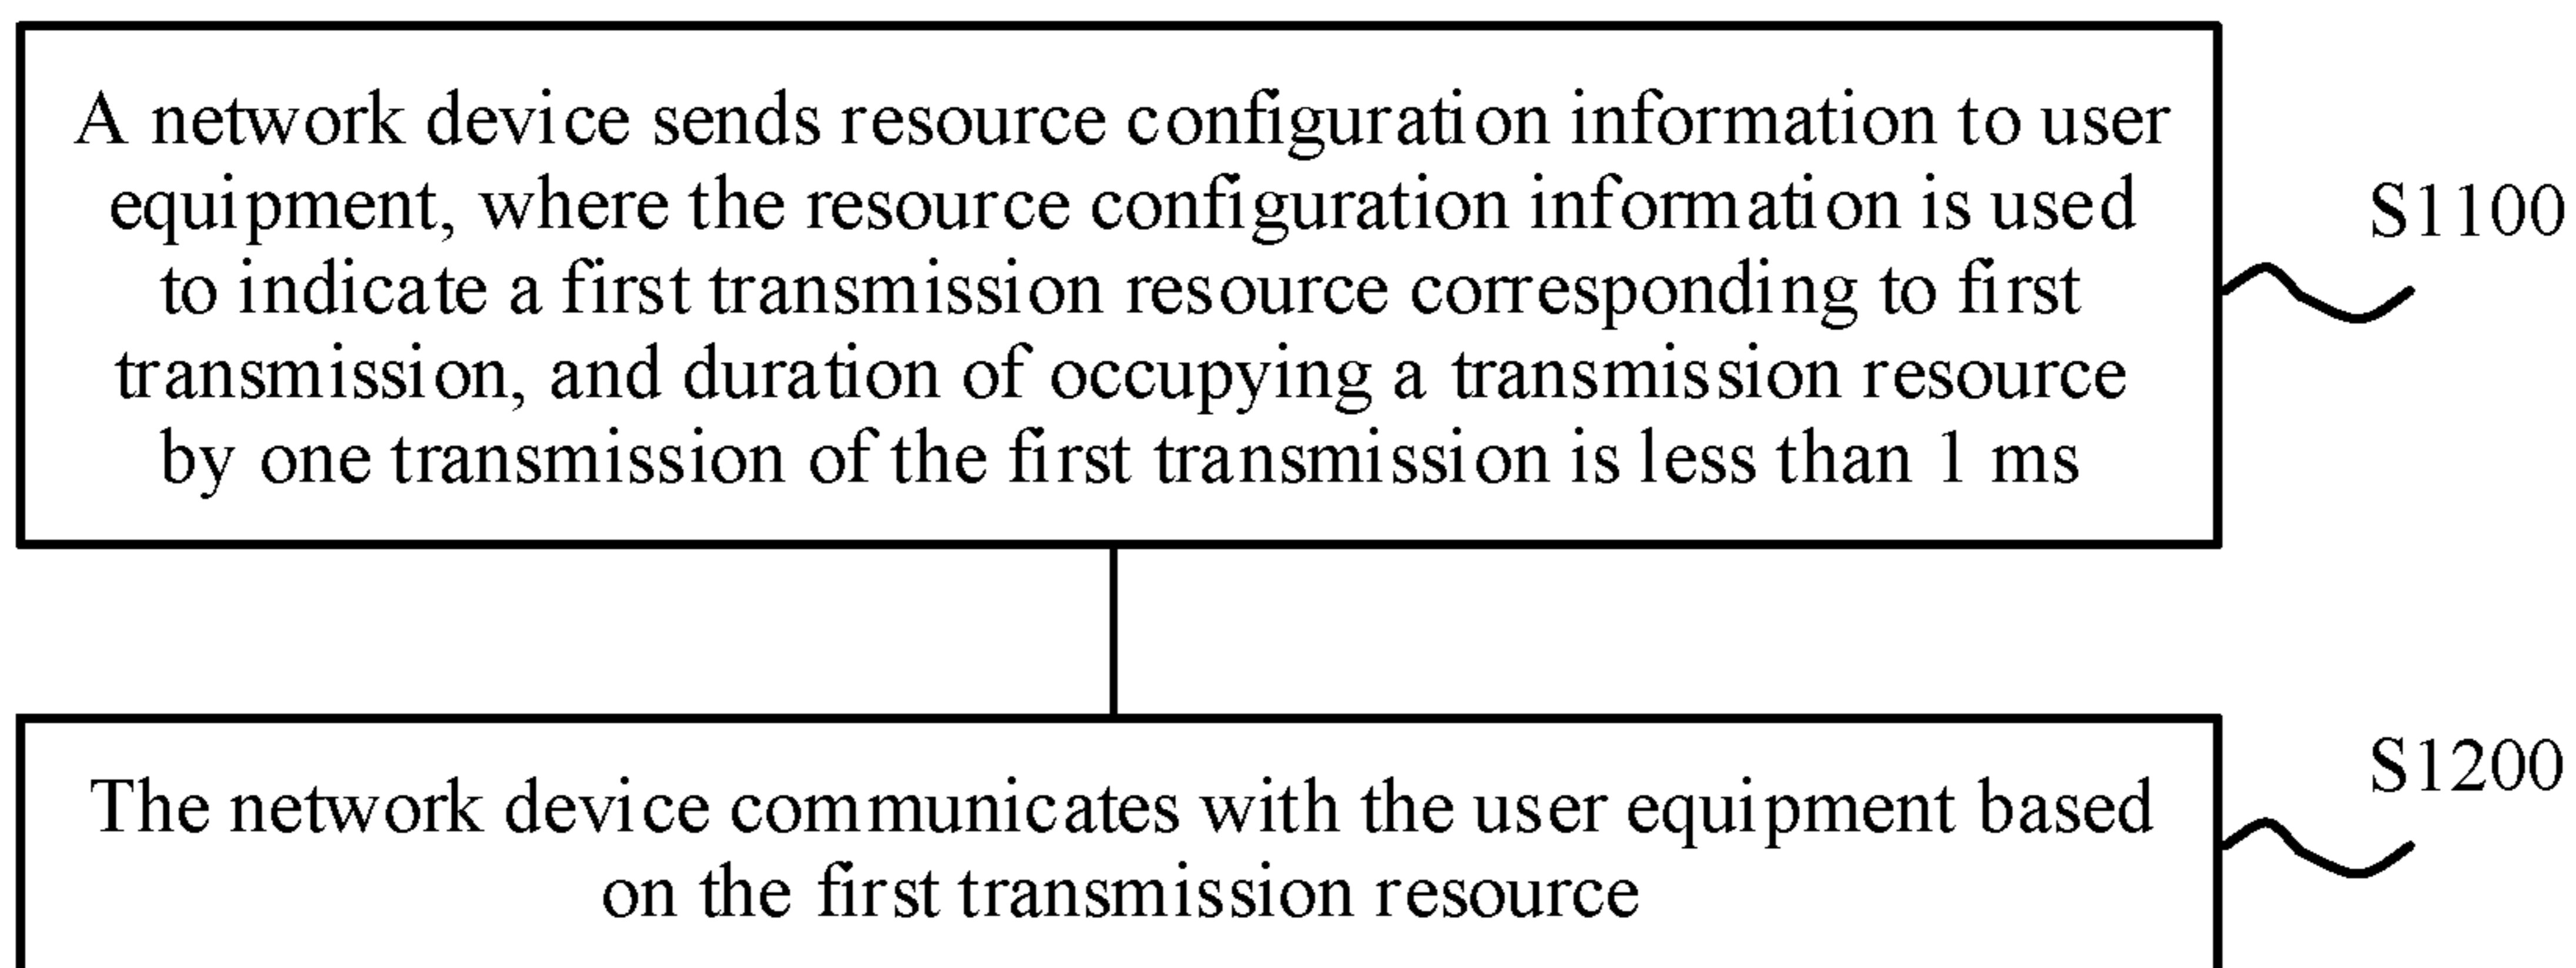 A network device sends resource configuration information to user
equipment, where the resource configuration information is used
to indicate a first transmission resource corresponding to first
transmission, and duration of occupying a transmission resource
by one transmission of the first transmission is less than 1 ms
S1100
The network device communicates with the user equipment based
on the first transmission resource
S1200